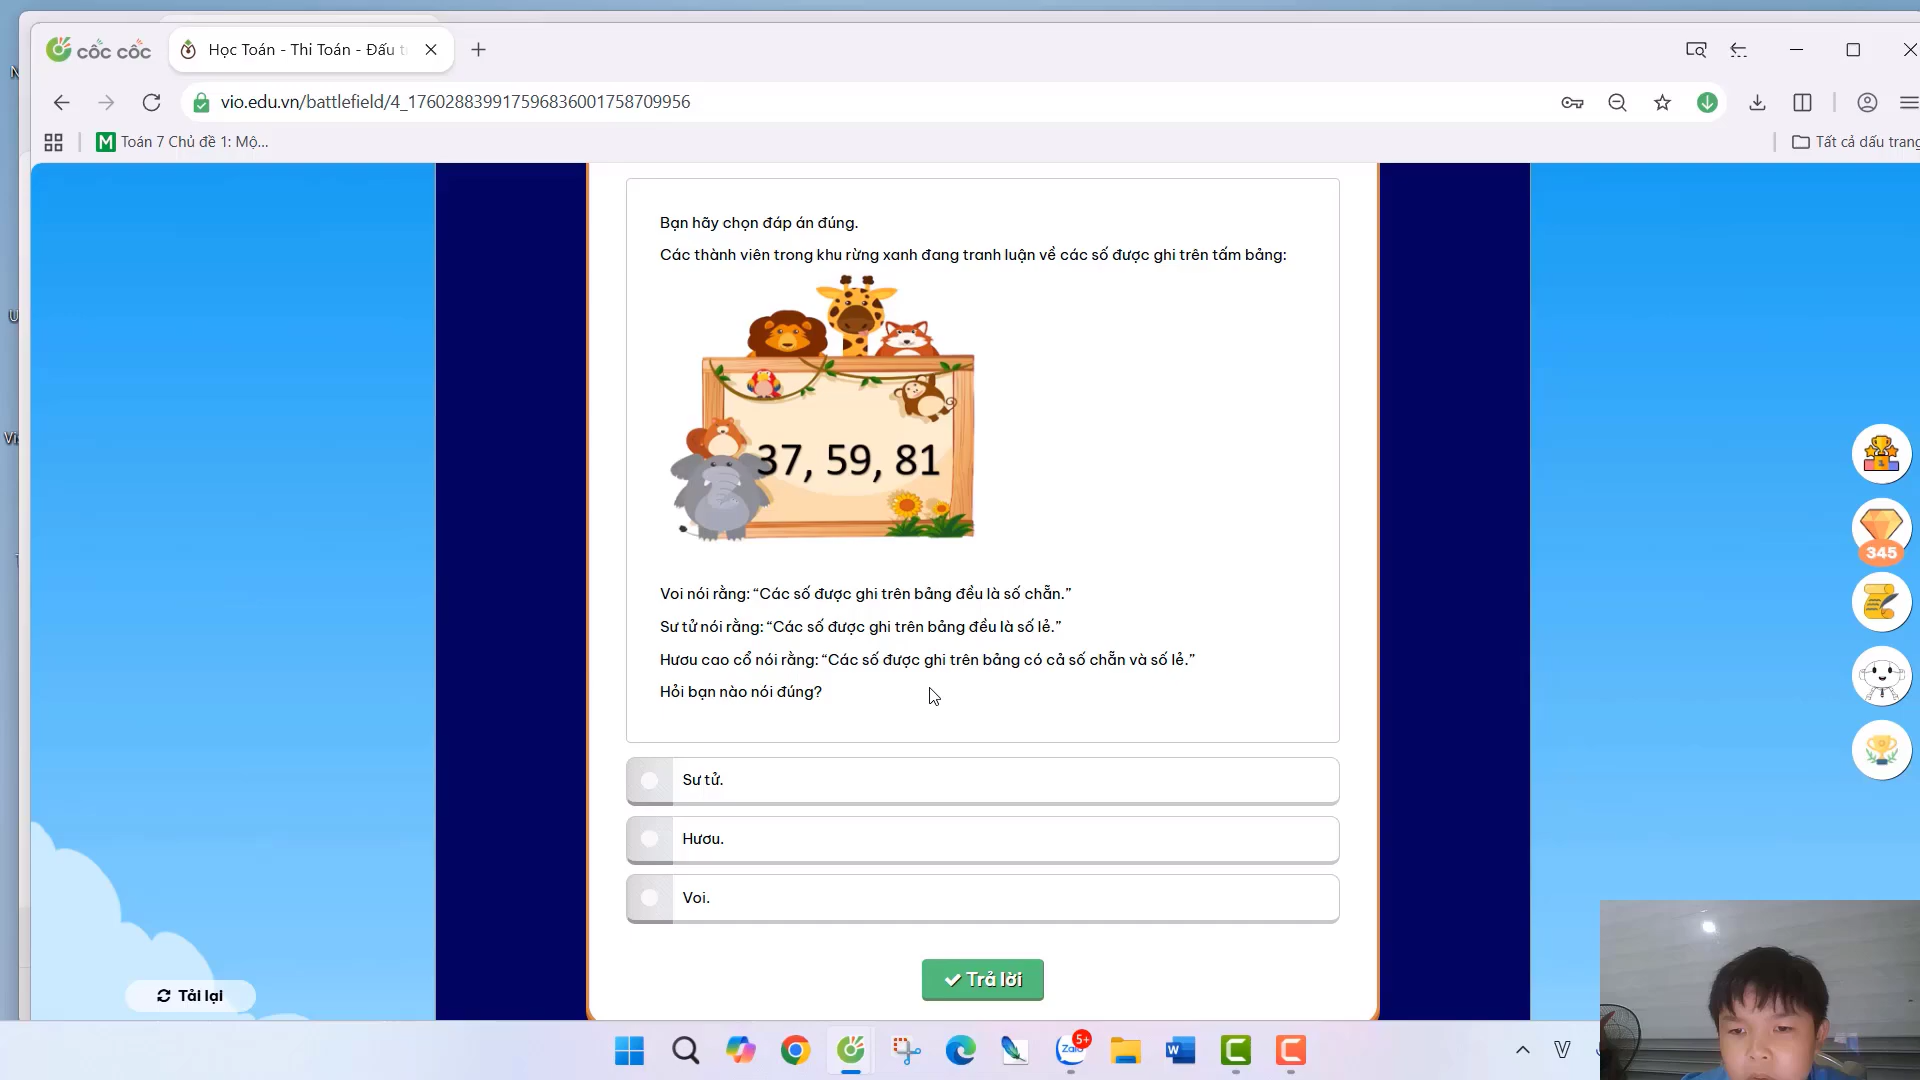 cốc cốc
Học Toán - Thi Toán - Đấu t
vio.edu.vn/battlefield/4_1760288399175968360017587099​56
Toán 7 Chủ đề 1: Mộ...
Tất cả dấu trang
Bạn hãy chọn đáp án đúng.
Các thành viên trong khu rừng xanh đang tranh luận về các số được ghi trên tấm bảng:
37, 59, 81
Voi nói rằng: “Các số được ghi trên bảng đều là số chẵn.”
Sư tử nói rằng: “Các số được ghi trên bảng đều là số lẻ.”
Hươu cao cổ nói rằng: “Các số được ghi trên bảng có cả số chẵn và số lẻ.”
Hỏi bạn nào nói đúng?
Sư tử.
Hươu.
Voi.
Trả lời
Tải lại
345
5+
Zalo